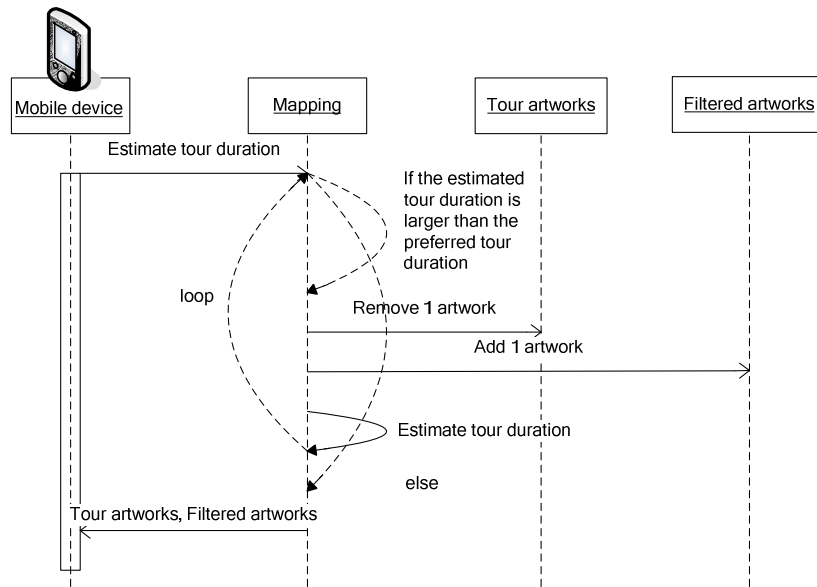 Mobile device
Mapping
Tour artworks
Filtered artworks
Estimate tour duration
If the estimated
tour duration is
larger than the
preferred tour
duration
loop
Remove 1 artwork
Add 1 artwork
Estimate tour duration
else
Tour artworks, Filtered artworks